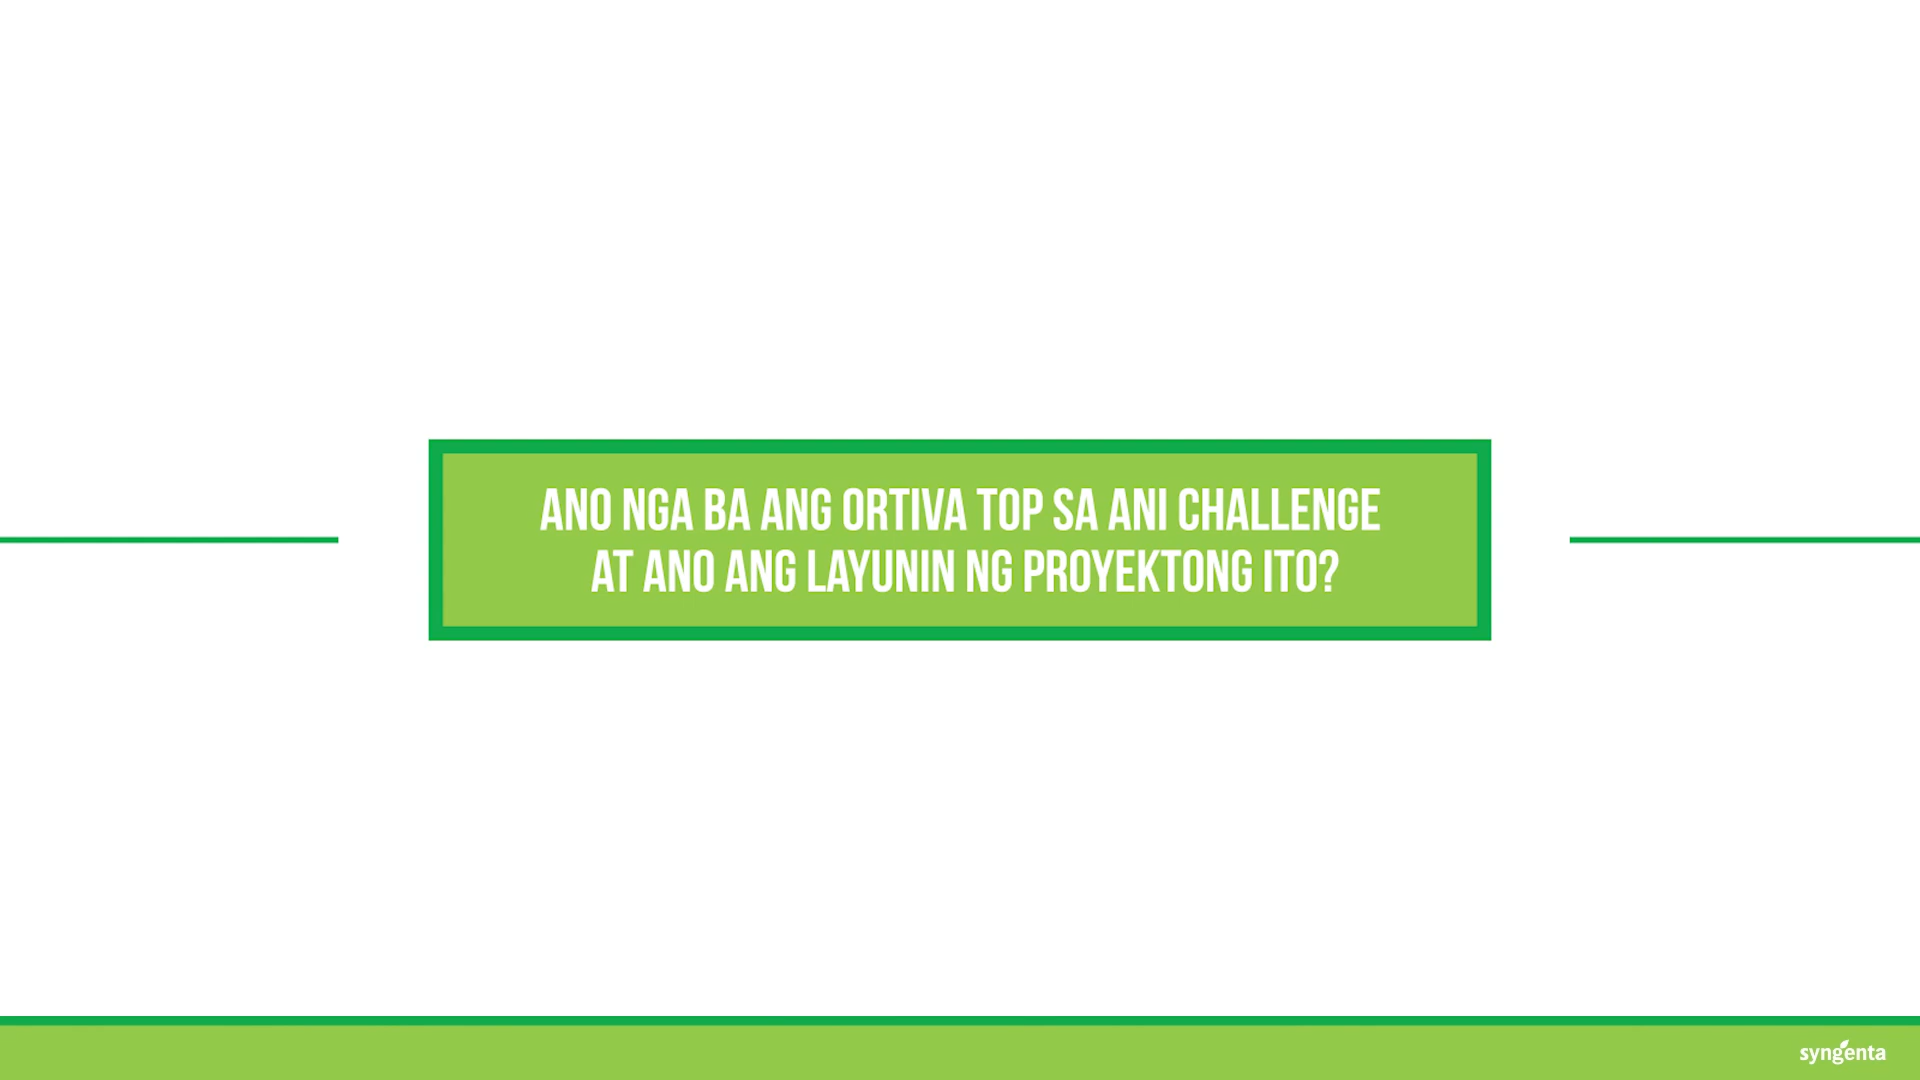 ANO NGA BA ANG ORTIVA TOP SA ANI CHALLENGE
AT ANO ANG LAYUNIN NG PROYEKTONG ITO?
syngenta